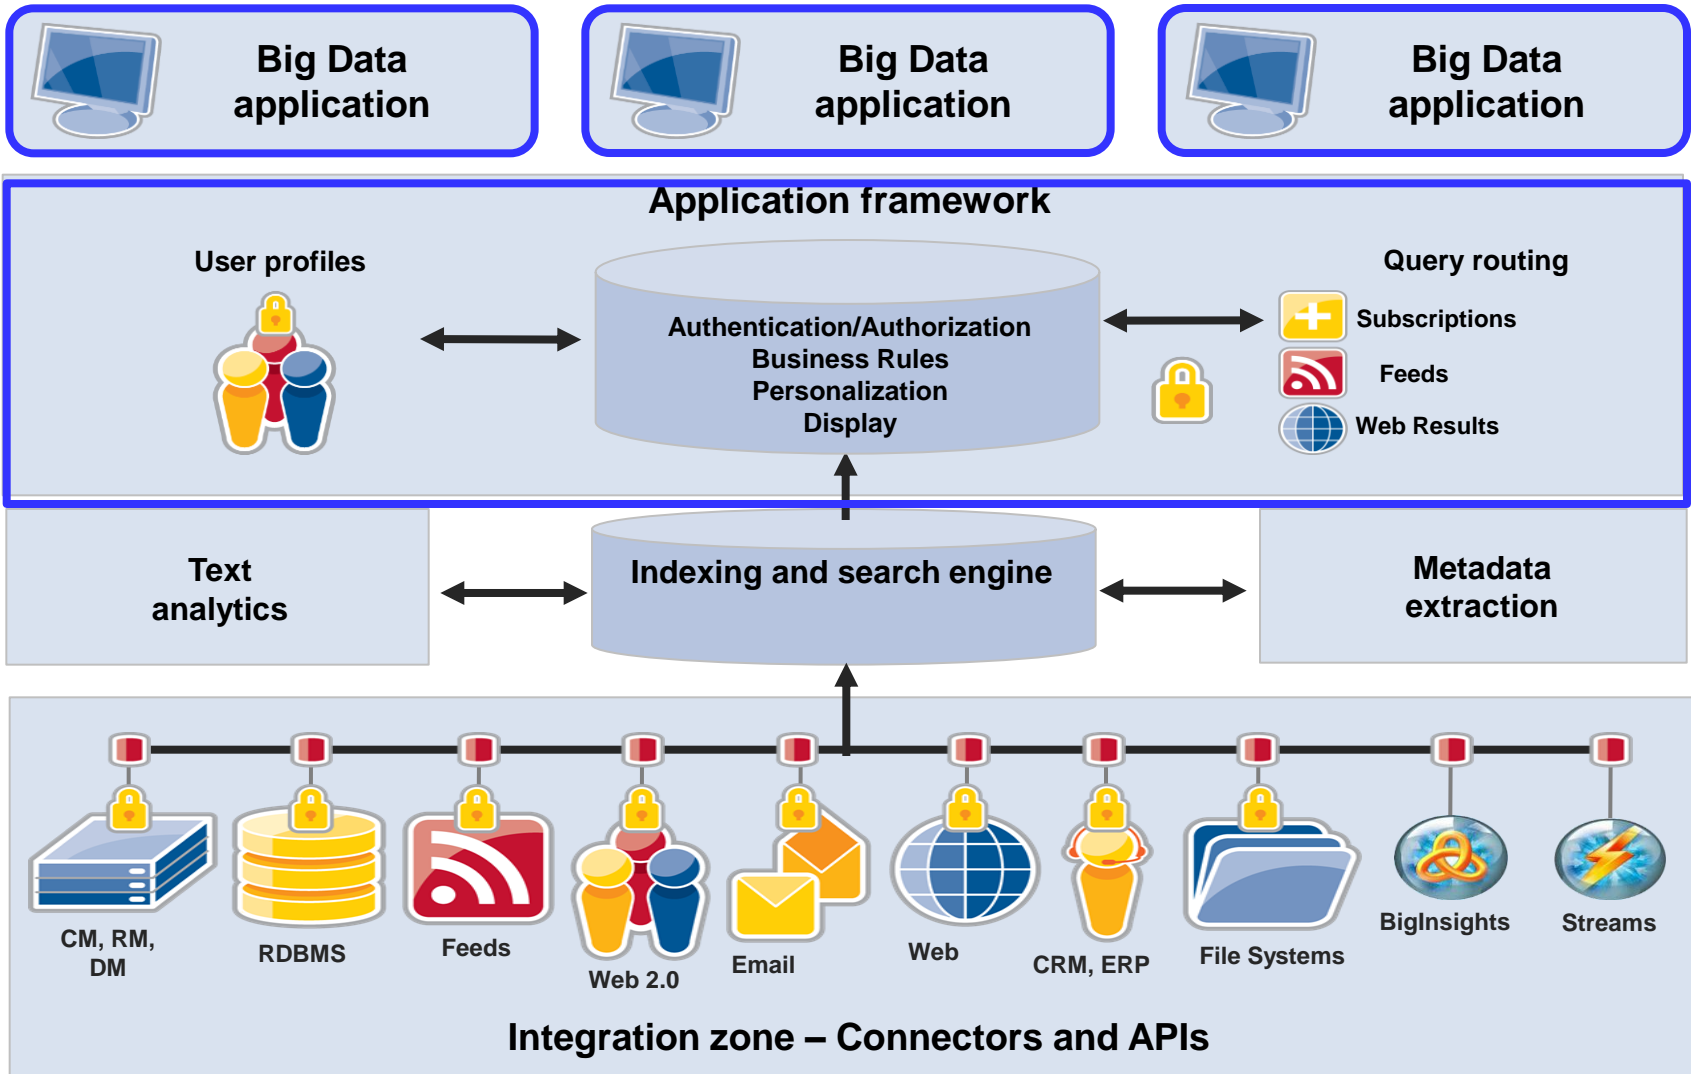 Big Data
application
Big Data
application
Big Data
application
Application framework
User profiles
Authentication/Authorization
Business Rules
Personalization
Display
Query routing
Subscriptions
Feeds
Web Results
Text
analytics
Indexing and search engine
Metadata
extraction
CM, RM,
DM
RDBMS
Feeds
Web 2.0
Email
Web
CRM, ERP
File Systems
BigInsights
Streams
Integration zone – Connectors and APIs